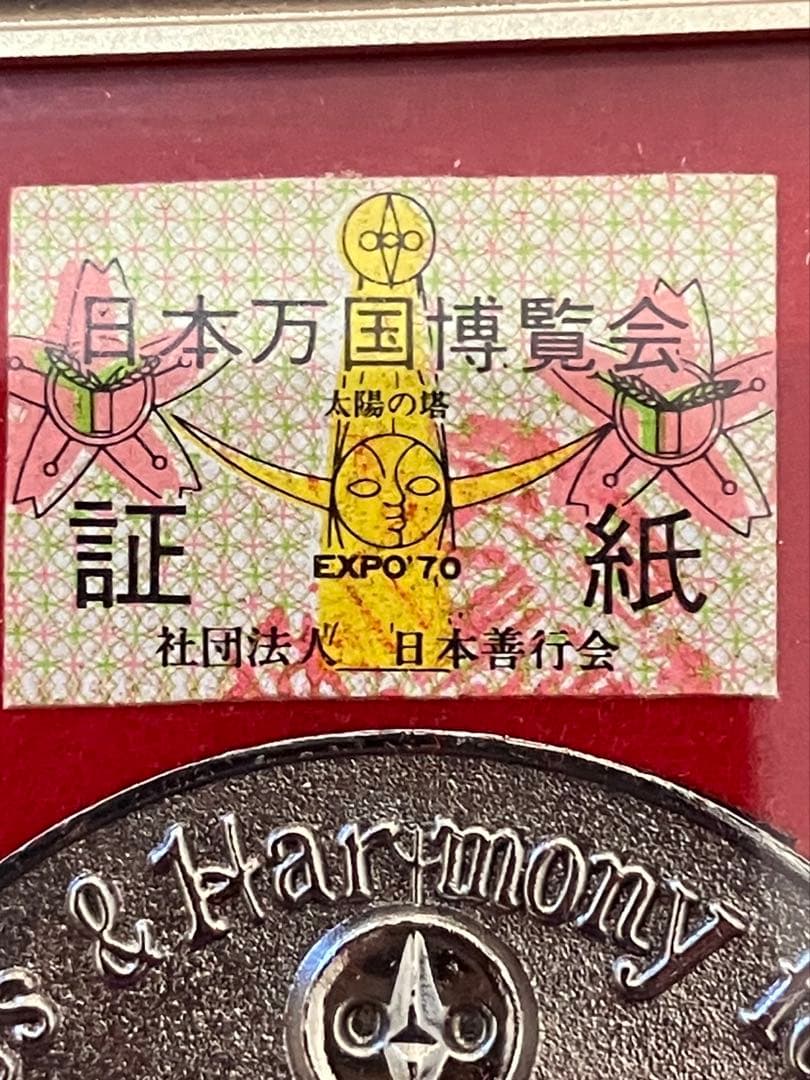 日本万国博覧会
太陽の塔
証 紙
EXPO'70
社団法人 日本善行会
& Harmony